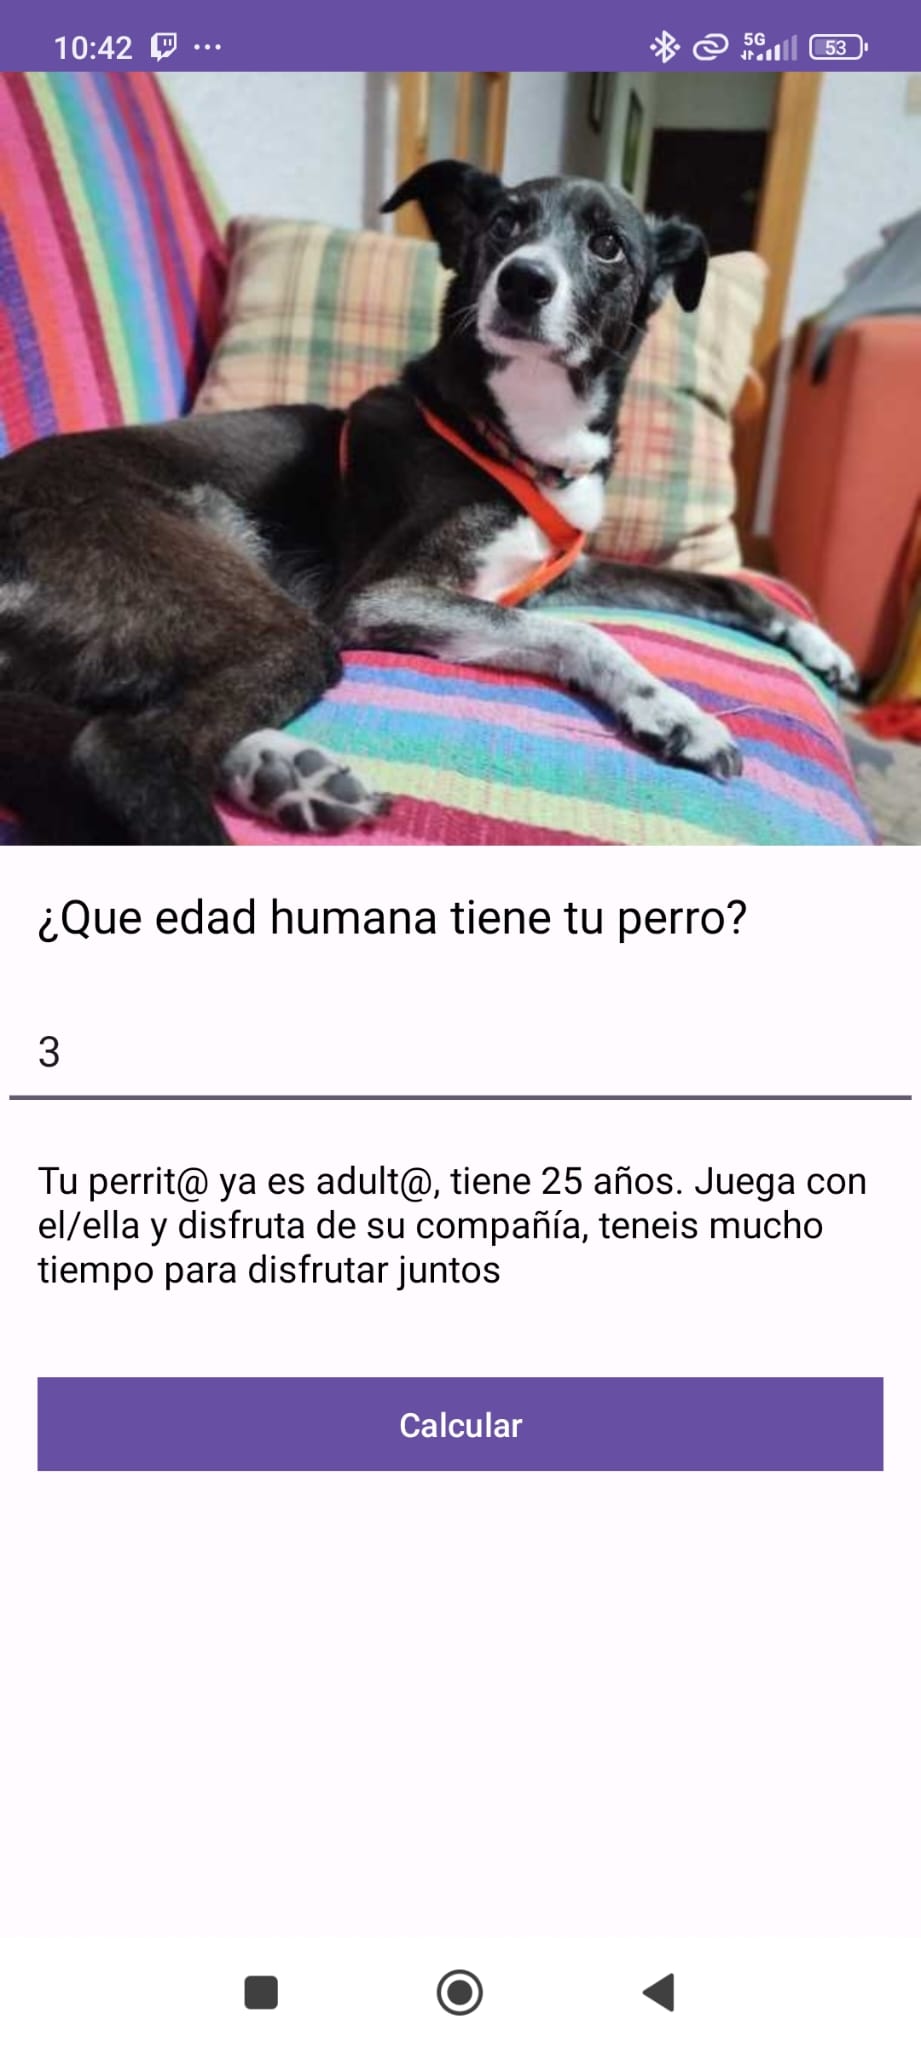 10:42
5G
53
¿Que edad humana tiene tu perro?
3
Tu perrit@ ya es adult@, tiene 25 años. Juega con
el/ella y disfruta de su compañía, teneis mucho
tiempo para disfrutar juntos
Calcular